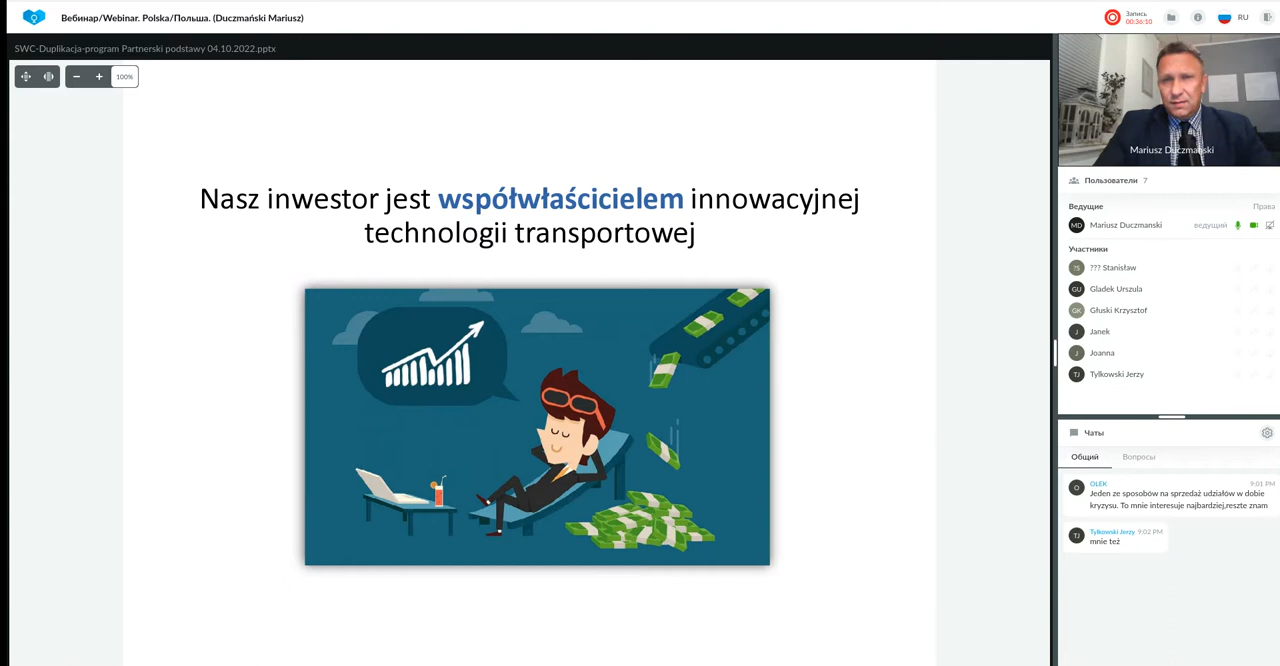 Вебинар/Webinar. Polska/Польша. (Duczmański Mariusz)
Запись
00:36:10
RU
SWC-Duplikacja-program Partnerski podstawy 04.10.2022.pptx
100%
Nasz inwestor jest współwłaścicielem innowacyjnej
technologii transportowej
Mariusz Duczmański
Пользователи 7
Ведущие Права
MD Mariusz Duczmanski ведущий
Участники
?S ??? Stanisław
GU Gladek Urszula
GK Głuski Krzysztof
J Janek
J Joanna
TJ Tylkowski Jerzy
Чаты
Общий Вопросы
O OLEK 9:01 PM
Jeden ze sposobów na sprzedaż udziałów w dobie
kryzysu. To mnie interesuje najbardziej,reszte znam
TJ Tylkowski Jerzy 9:02 PM
mnie też